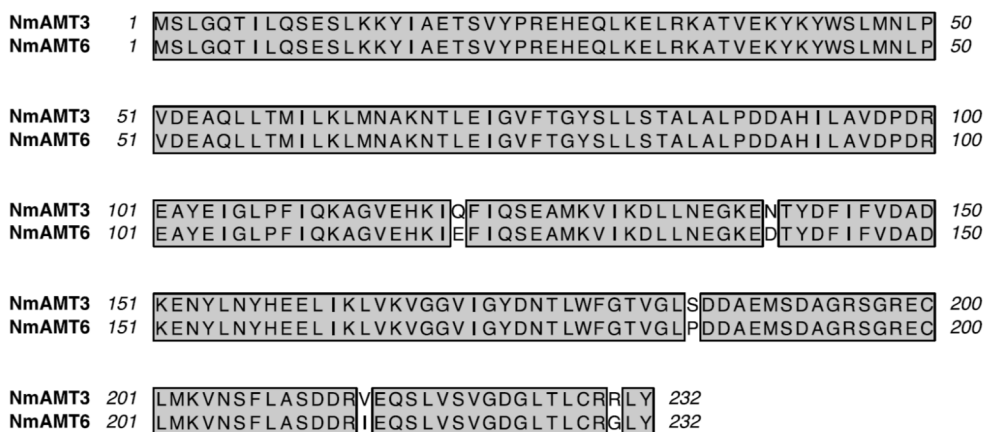 NmAMT3 1 MSLGQTILQSESLKKYIAETSVYPREHEQLKELRKATVEKYKYWSLMNLP 50
NmAMT6 1 MSLGQTILQSESLKKYIAETSVYPREHEQLKELRKATVEKYKYWSLMNLP 50
NmAMT3 51 VDEAQLLTMILKLMNAKNTLEIGVFTGYSLLSTALALPDDAHILAVDPDR 100
NmAMT6 51 VDEAQLLTMILKLMNAKNTLEIGVFTGYSLLSTALALPDDAHILAVDPDR 100
NmAMT3 101 EAYEIGLPFIQKAGVEHKIQFIQSEAMKVIKDLLNEGKENTYDFIFVDAD 150
NmAMT6 101 EAYEIGLPFIQKAGVEHKIEFIQSEAMKVIKDLLNEGKEDTYDFIFVDAD 150
NmAMT3 151 KENYLNYHEELIKLVKVGGVIGYDNTLWFGTVGLSDDAEMSDAGRSGREC 200
NmAMT6 151 KENYLNYHEELIKLVKVGGVIGYDNTLWFGTVGLPDDAEMSDAGRSGREC 200
NmAMT3 201 LMKVNSFLASDDRVEQSLVSVGDGLTLCRRLY 232
NmAMT6 201 LMKVNSFLASDDRIEQSLVSVGDGLTLCRGLY 232